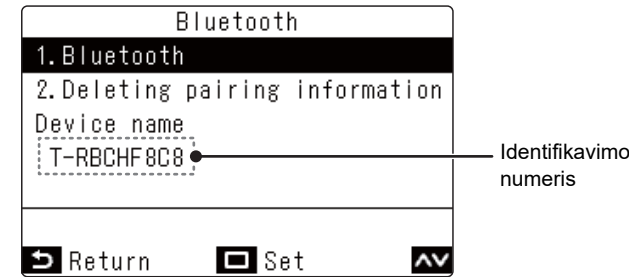 Bluetooth
1.Bluetooth
2.Deleting pairing information
Device name
T-RBCHF8C8
Identifikavimo
numeris
Return Set